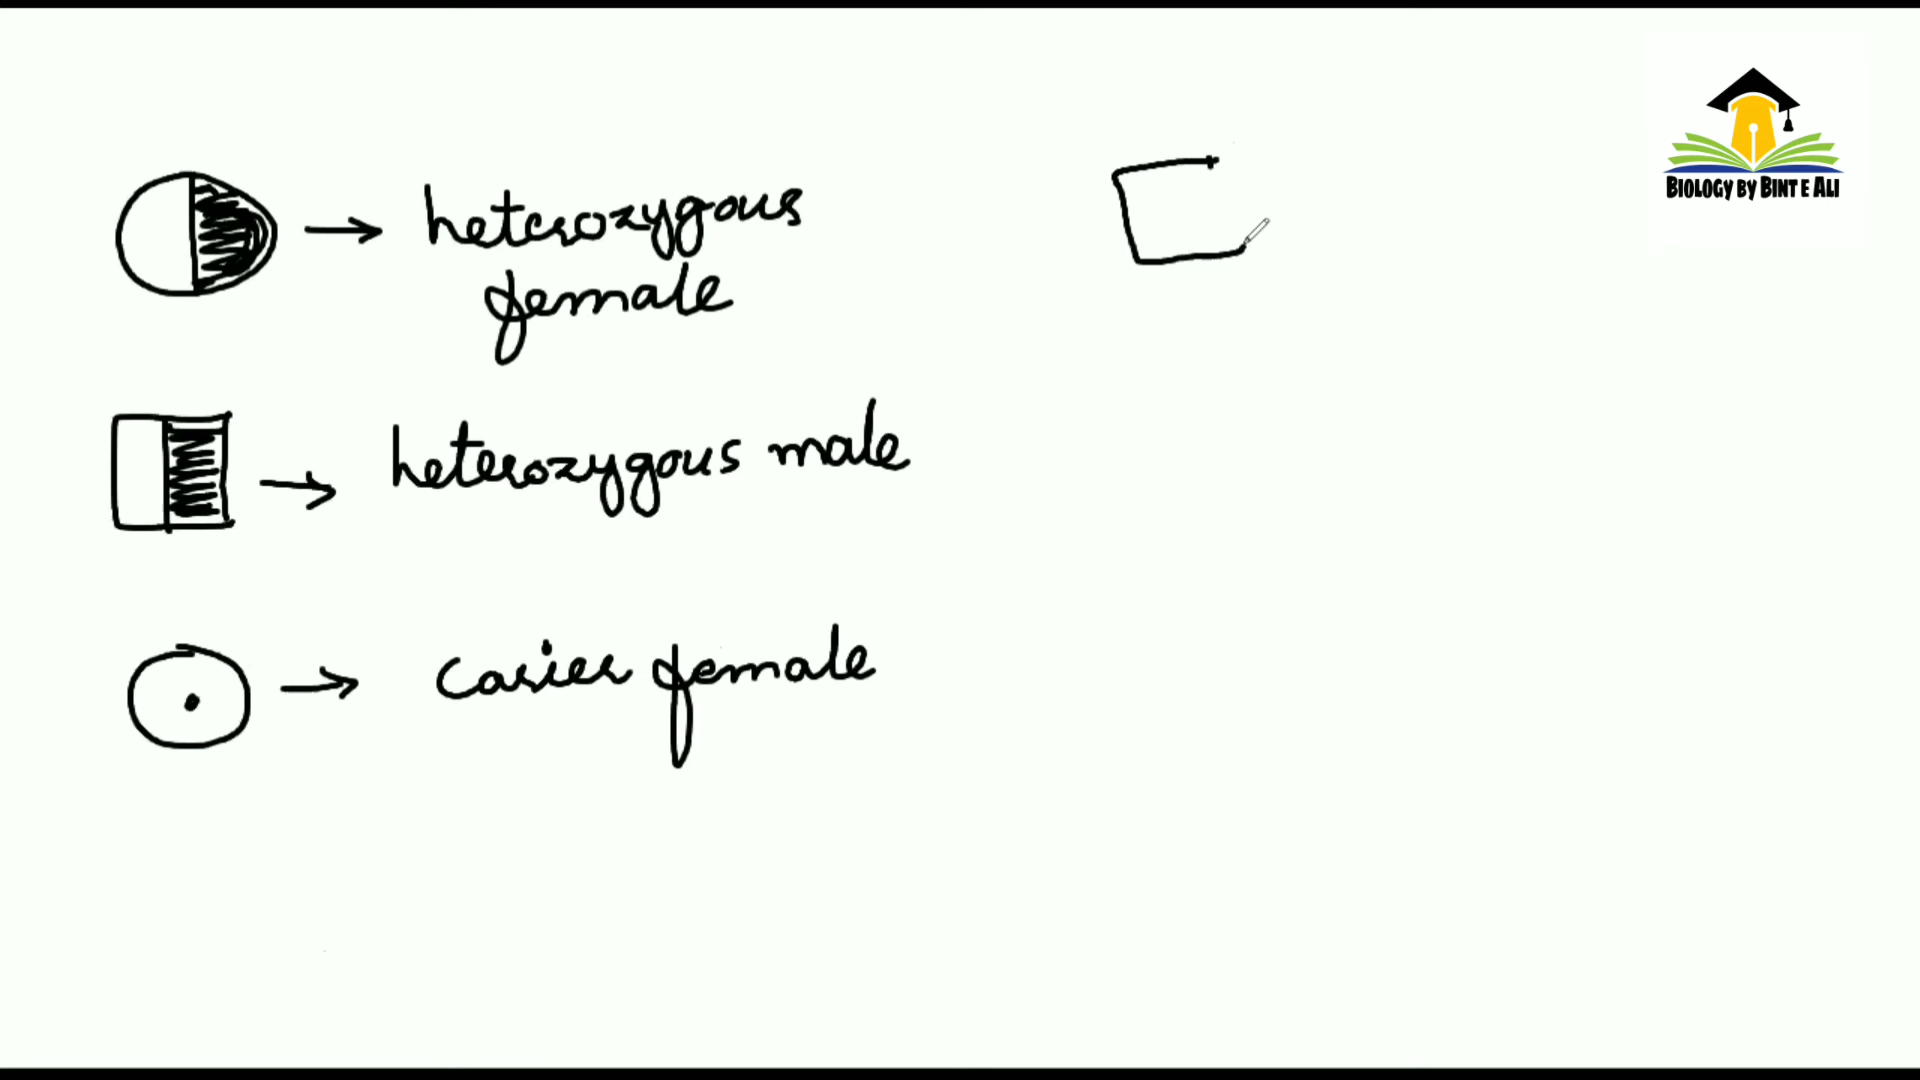 heterozygous
female
heterozygous male
carier female
BIOLOGY BY BINT E ALI